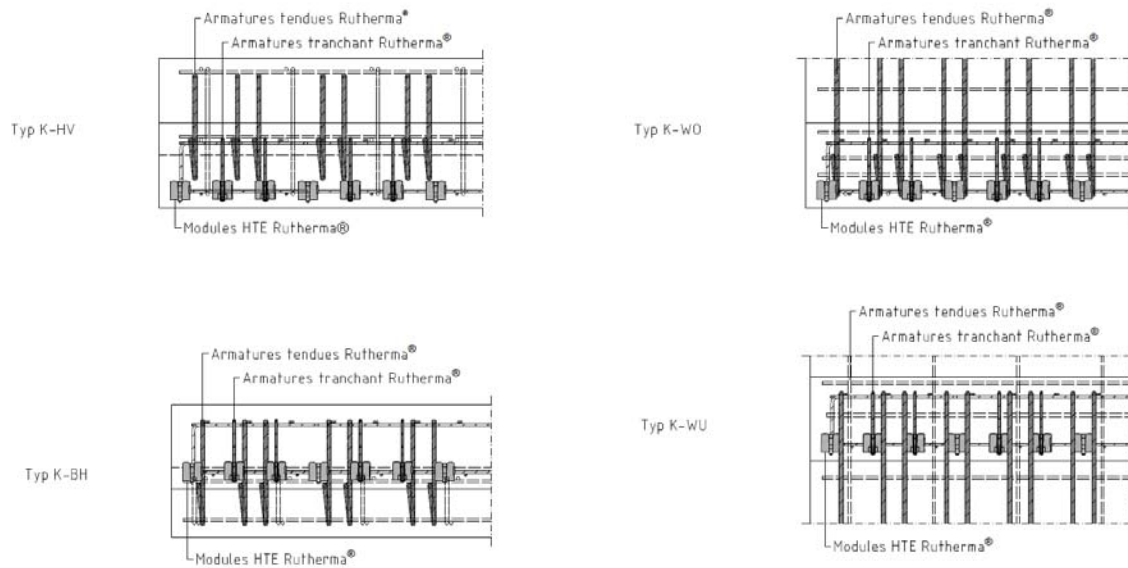 Armatures tendues Rutherma®
Armatures tranchant Rutherma®
Typ K-HV
Modules HTE Rutherma®
Armatures tendues Rutherma®
Armatures tranchant Rutherma®
Typ K-WO
Modules HTE Rutherma®
Armatures tendues Rutherma®
Armatures tranchant Rutherma®
Typ K-BH
Modules HTE Rutherma®
Armatures tendues Rutherma®
Armatures tranchant Rutherma®
Typ K-WU
Modules HTE Rutherma®